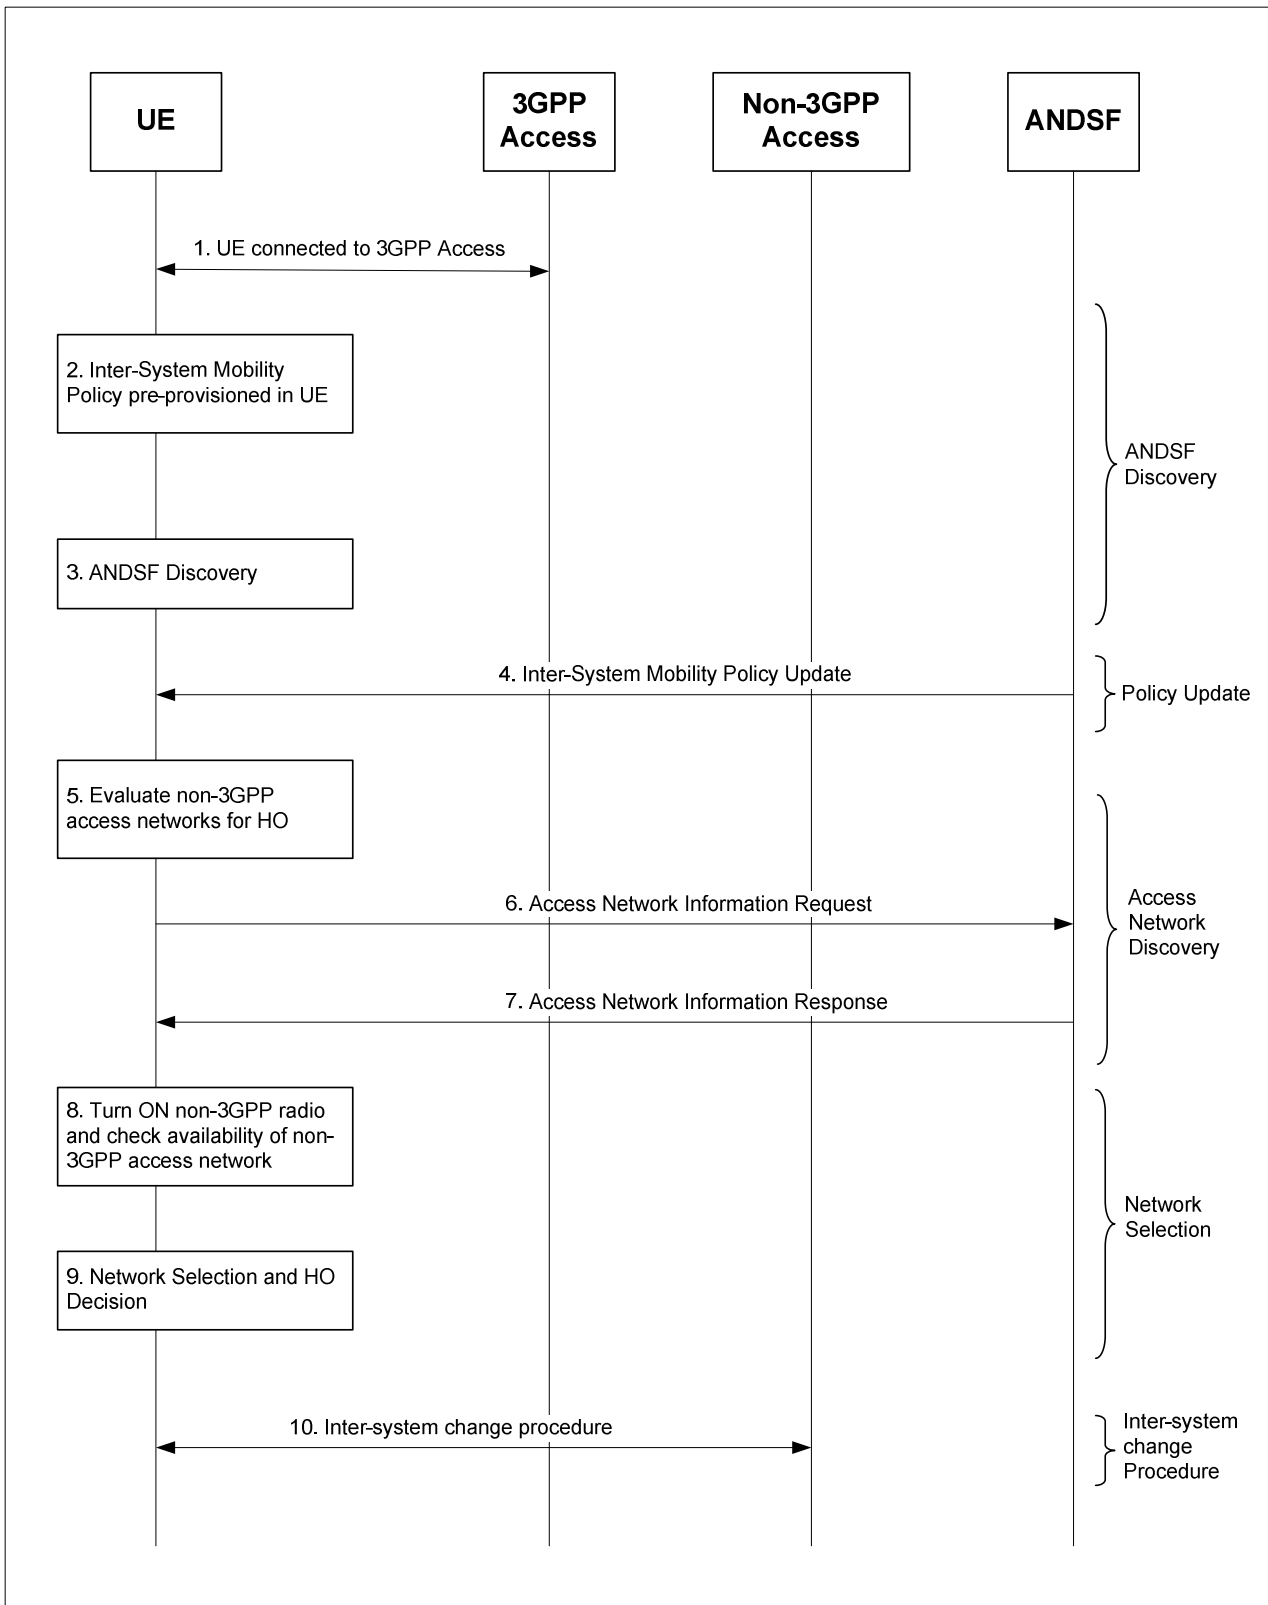 UE
3GPP
Access
Non-3GPP
Access
ANDSF
1. UE connected to 3GPP Access
2. Inter-System Mobility
Policy pre-provisioned in UE
ANDSF
Discovery
3. ANDSF Discovery
4. Inter-System Mobility Policy Update
Policy Update
5. Evaluate non-3GPP
access networks for HO
6. Access Network Information Request
Access
Network
Discovery
7. Access Network Information Response
8. Turn ON non-3GPP radio
and check availability of non-
3GPP access network
Network
Selection
9. Network Selection and HO
Decision
10. Inter-system change procedure
Inter-system
change
Procedure